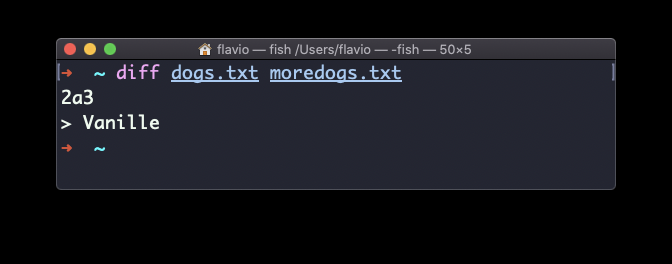 flavio — fish /Users/flavio — -fish — 50×5
➜ ~ diff dogs.txt moredogs.txt
2a3
> Vanille
➜ ~